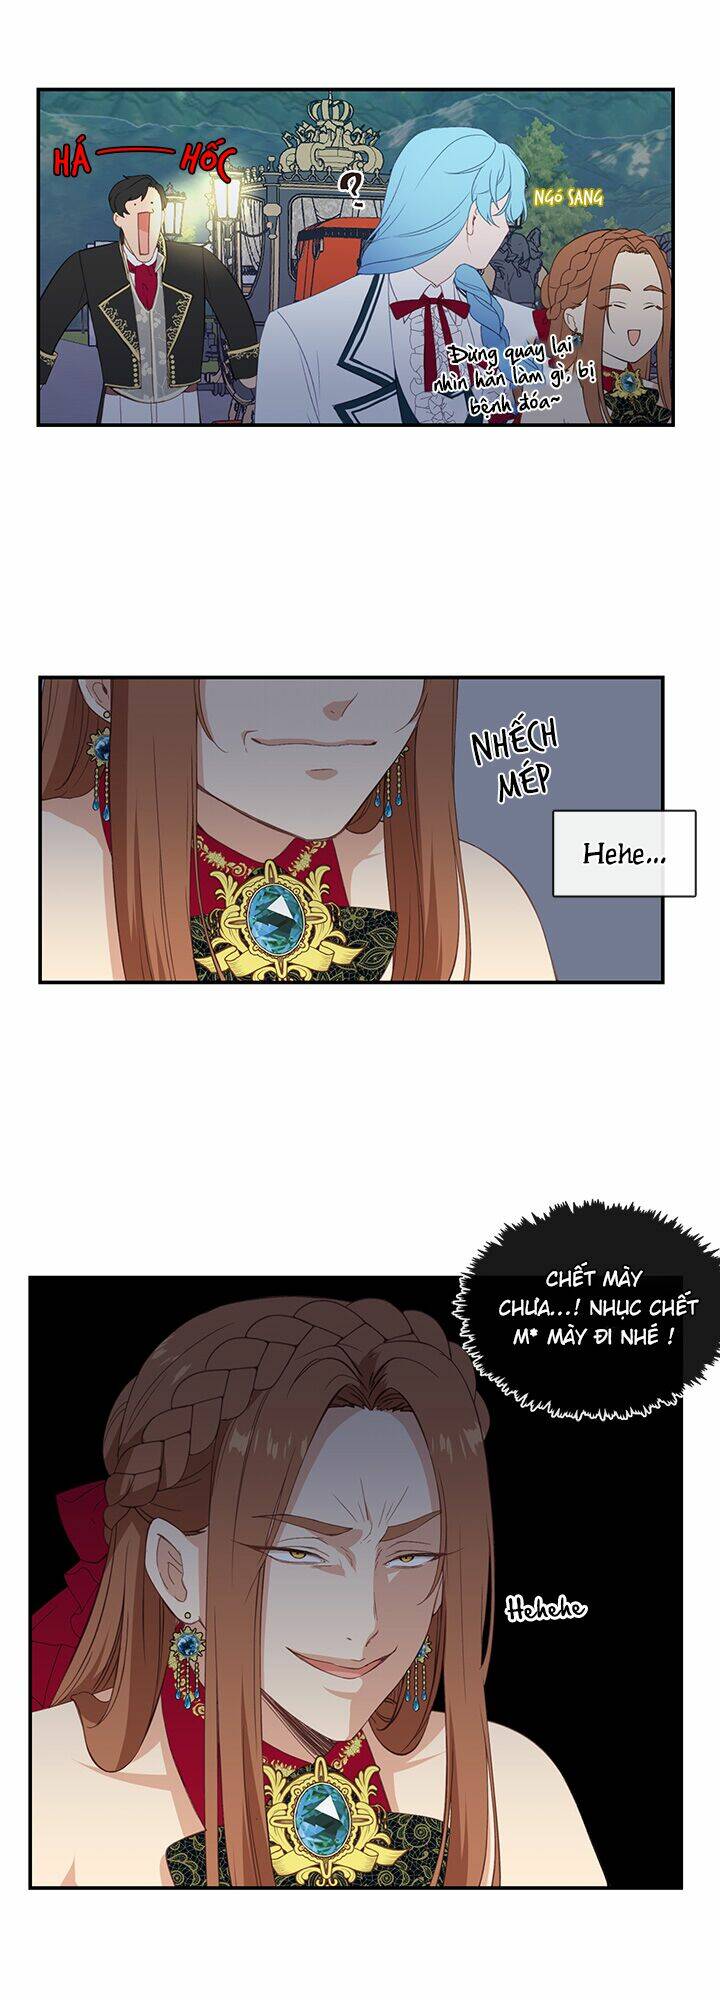 HÁ HỐC
?
NGÓ SANG
Đừng quay lại
nhìn hắn làm gì, bị
bệnh đóa~
NHẾCH
MÉP
Hehe...
CHẾT MÀY
CHƯA...! NHỤC CHẾT
M* MÀY ĐI NHÉ !
Hehehe